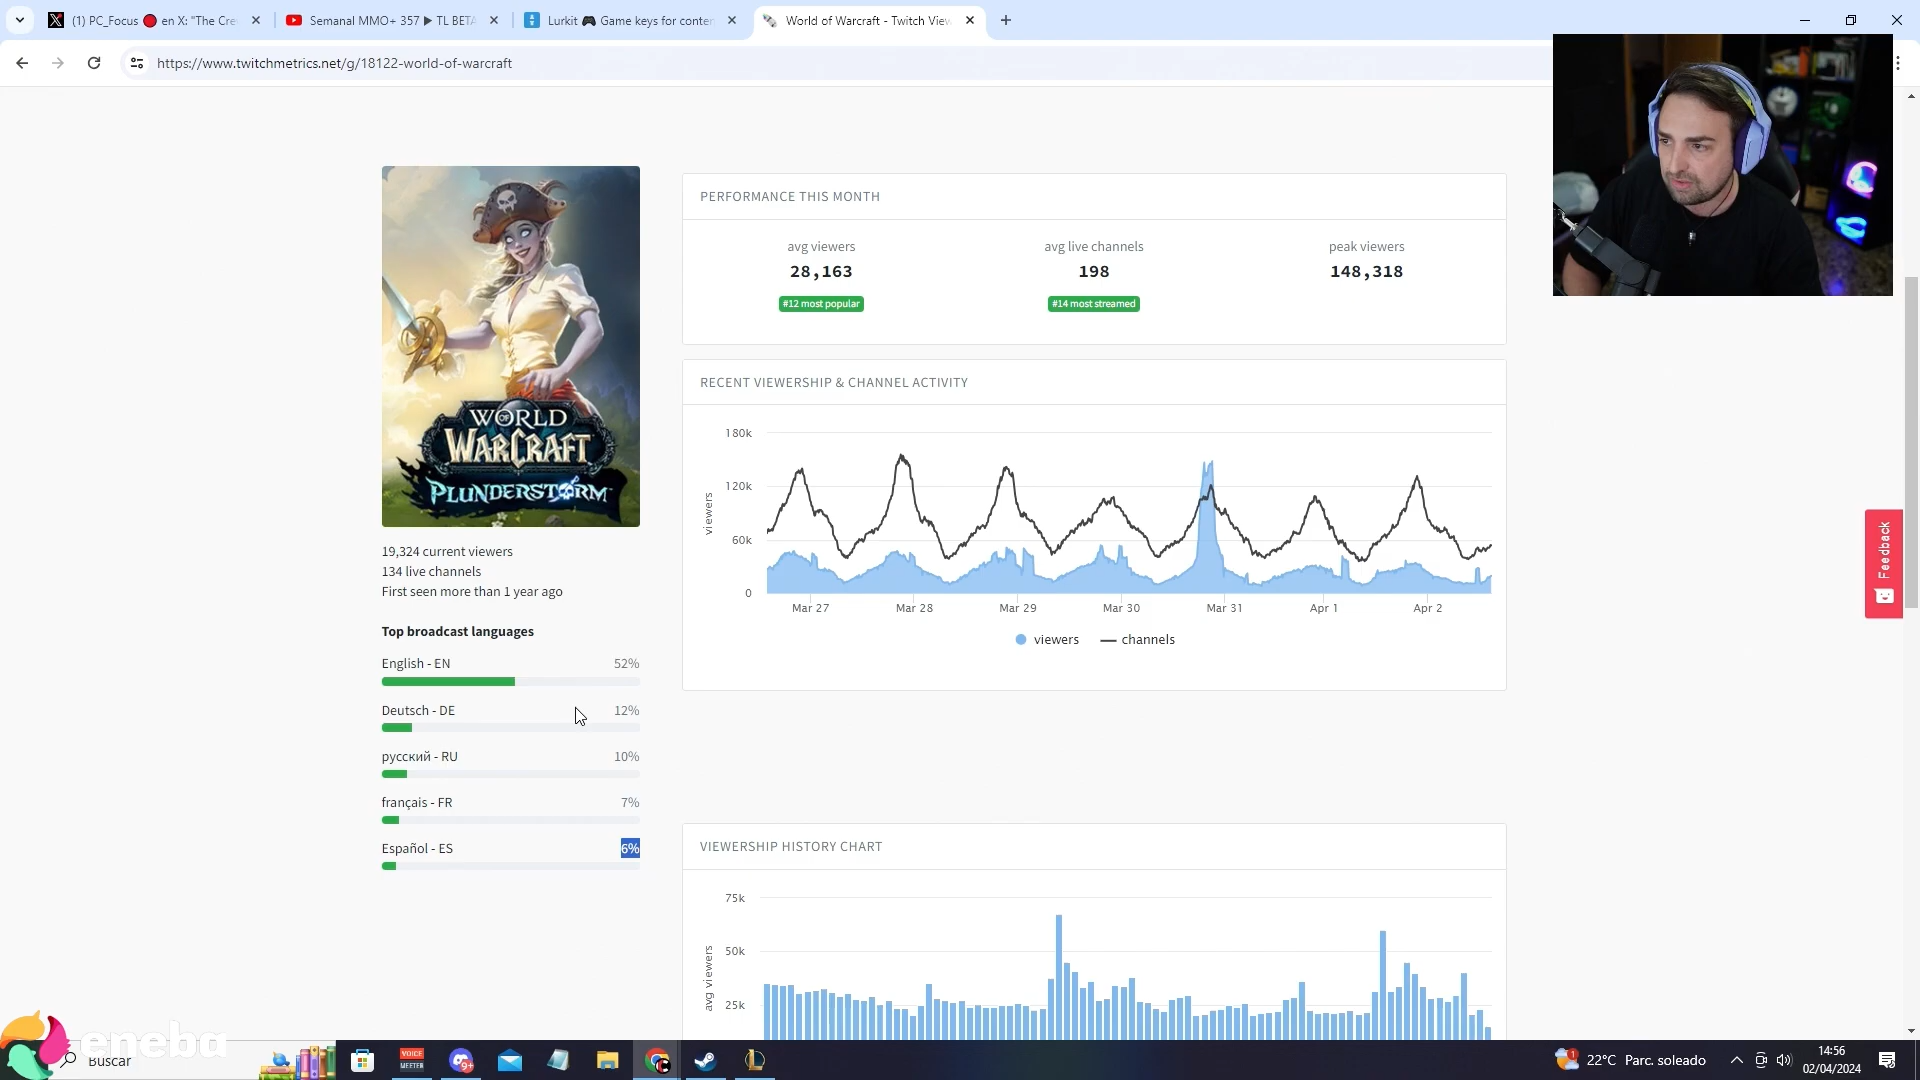 (1) PC_Focus 🔴 en X: "The Cre
Semanal MMO+ 357 ▶ TL BETA
Lurkit 🎮 Game keys for conten
World of Warcraft - Twitch View
https://www.twitchmetrics.net/g/18122-world-of-warcraft
WORLD
OF
WARCRAFT
PLUNDERSTORM
19,324 current viewers
134 live channels
First seen more than 1 year ago
Top broadcast languages
English - EN 52%
Deutsch - DE 12%
русский - RU 10%
français - FR 7%
Español - ES 6%
PERFORMANCE THIS MONTH
avg viewers
28,163
#12 most popular
avg live channels
198
#14 most streamed
peak viewers
148,318
RECENT VIEWERSHIP & CHANNEL ACTIVITY
180k
120k
60k
0
viewers
Mar 27 Mar 28 Mar 29 Mar 30 Mar 31 Apr 1 Apr 2
viewers channels
VIEWERSHIP HISTORY CHART
75k
50k
25k
avg viewers
Feedback
eneba
Buscar
VOICE
MEETER
9+
1
22°C Parc. soleado
14:56
02/04/2024